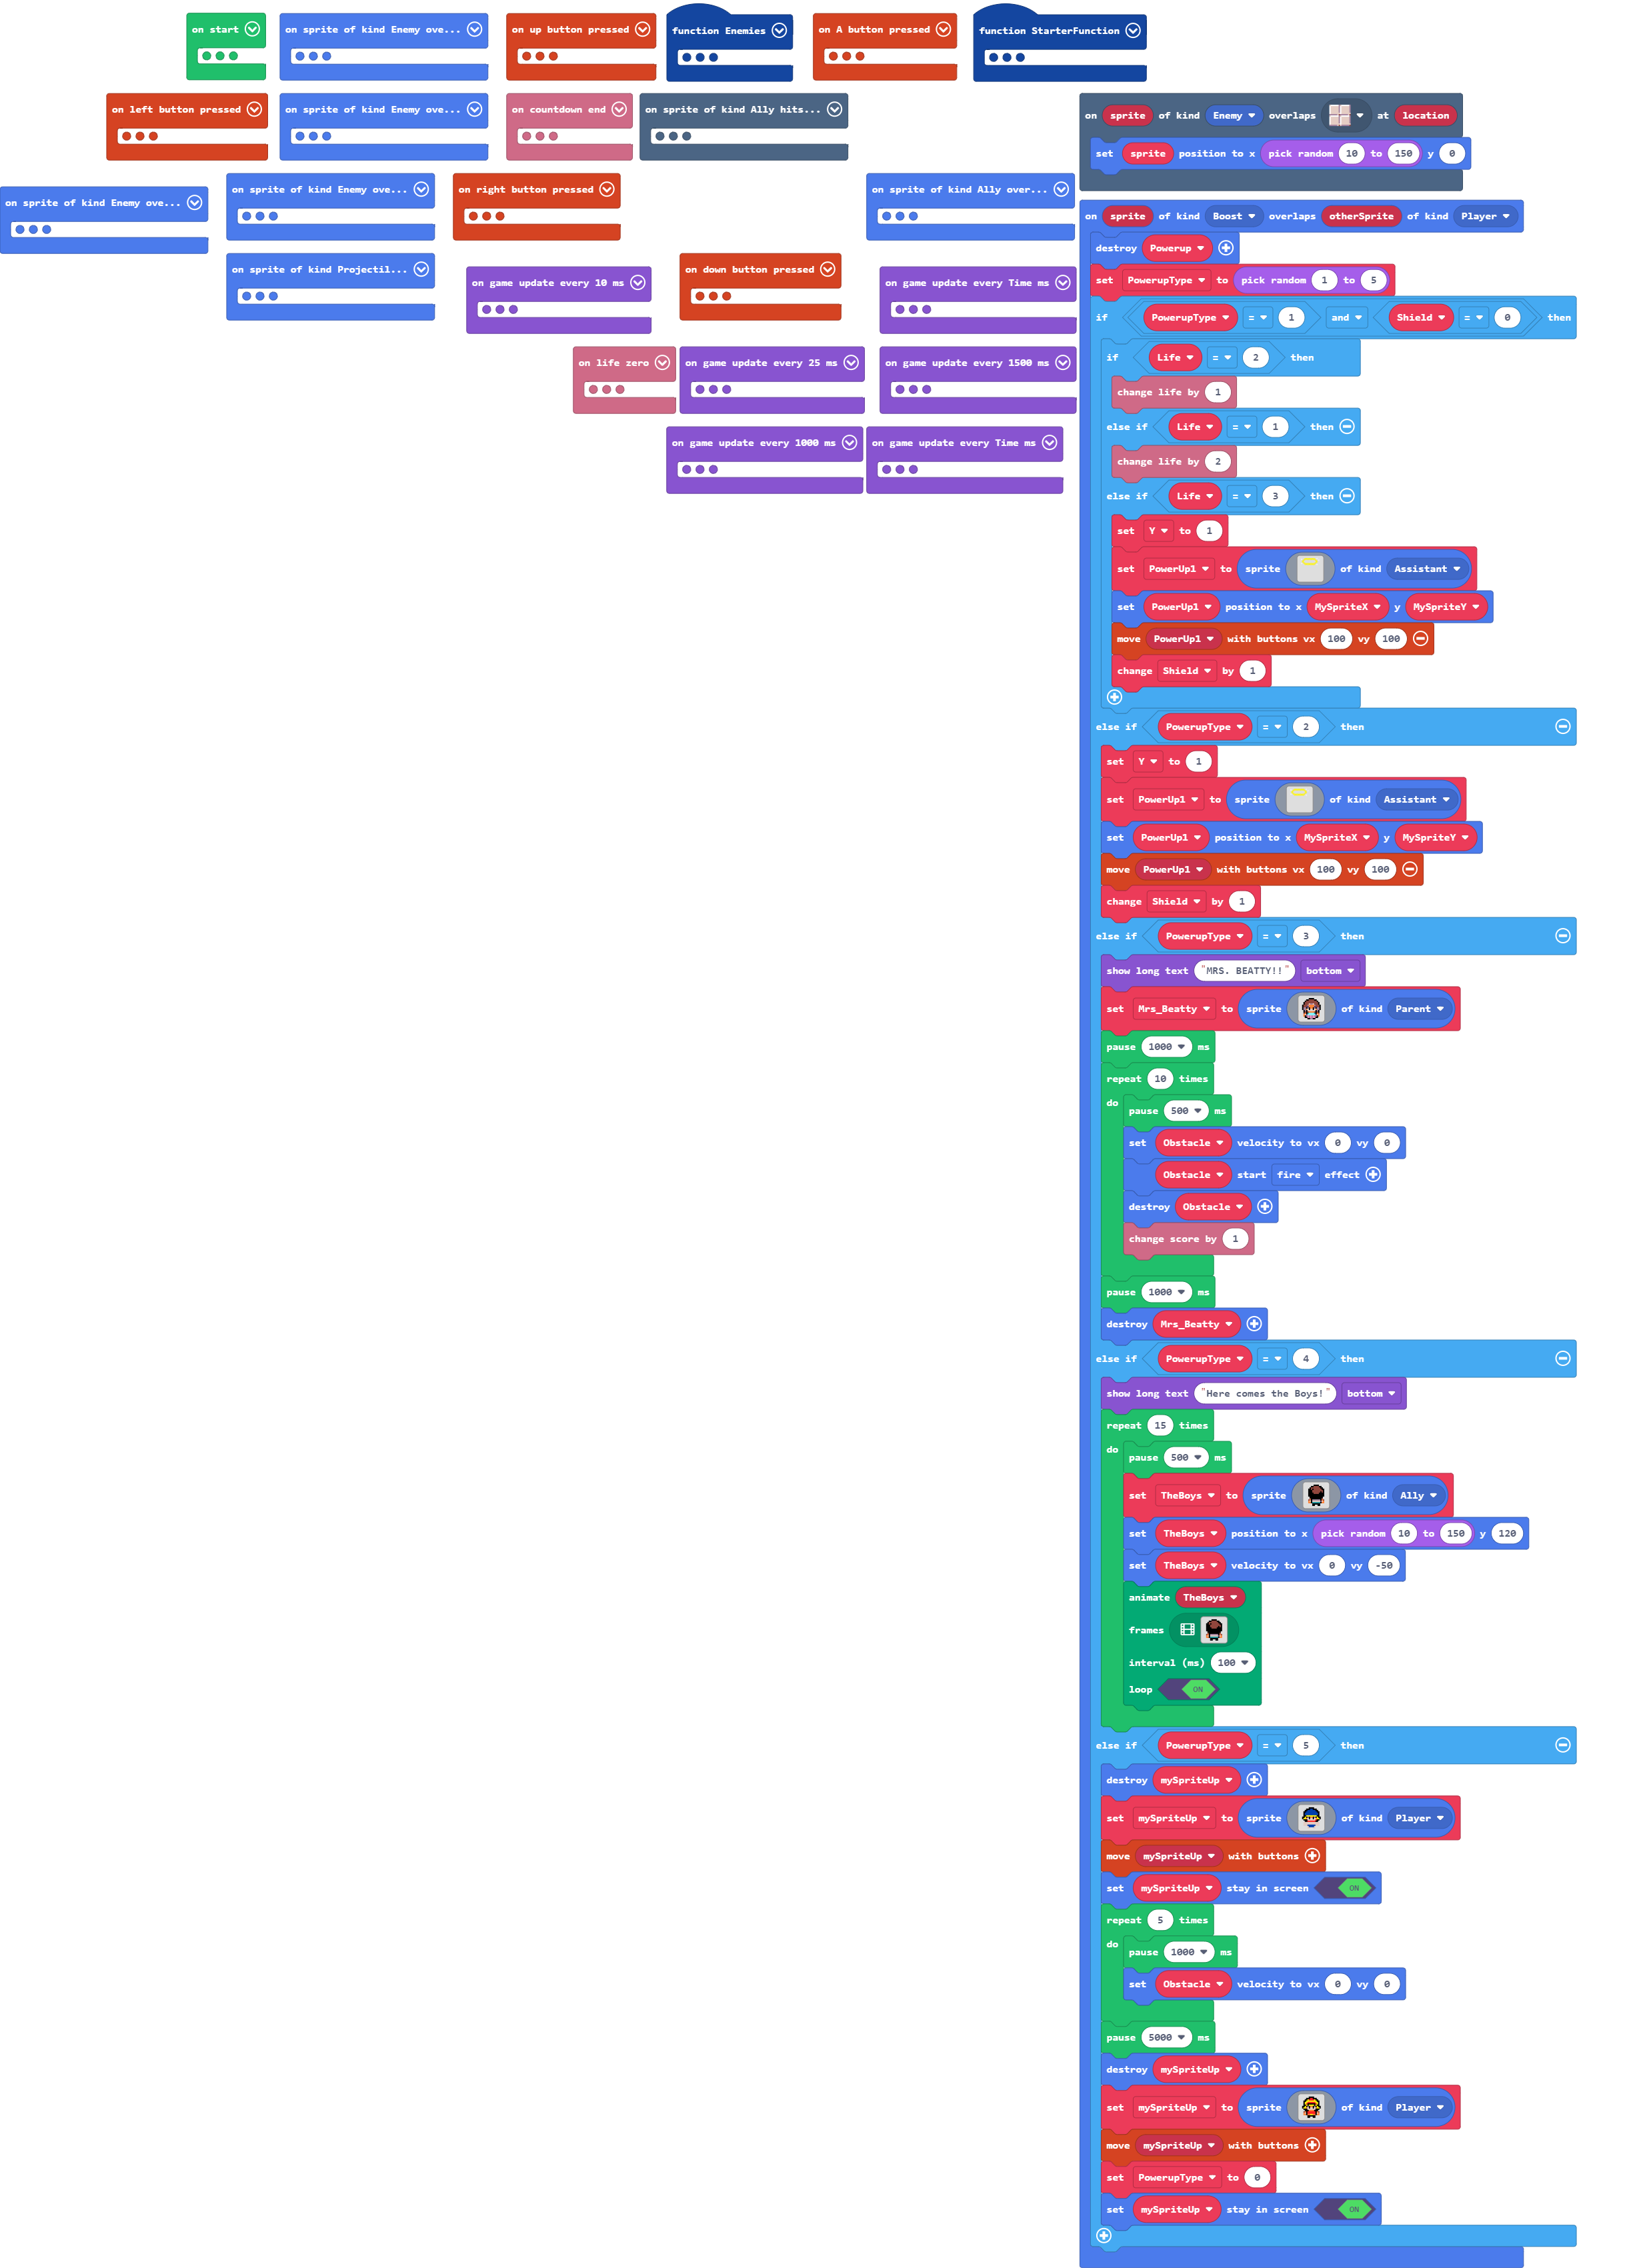 on start
on sprite of kind Enemy ove...
on up button pressed
function Enemies
on A button pressed
function StarterFunction
on left button pressed
on sprite of kind Enemy ove...
on countdown end
on sprite of kind Ally hits...
on sprite of kind Enemy ove...
on sprite of kind Enemy ove...
on right button pressed
on sprite of kind Ally over...
on sprite of kind Projectil...
on game update every 10 ms
on down button pressed
on game update every Time ms
on life zero
on game update every 25 ms
on game update every 1500 ms
on game update every 1000 ms
on game update every Time ms
on sprite of kind Enemy overlaps at location
set sprite position to x pick random 10 to 150 y 0
on sprite of kind Boost overlaps otherSprite of kind Player
destroy Powerup
set PowerupType to pick random 1 to 5
if PowerupType = 1 and Shield = 0 then
if Life = 2 then
change life by 1
else if Life = 1 then
change life by 2
else if Life = 3 then
set Y to 1
set PowerUp1 to sprite of kind Assistant
set PowerUp1 position to x MySpriteX y MySpriteY
move PowerUp1 with buttons vx 100 vy 100
change Shield by 1
else if PowerupType = 2 then
set Y to 1
set PowerUp1 to sprite of kind Assistant
set PowerUp1 position to x MySpriteX y MySpriteY
move PowerUp1 with buttons vx 100 vy 100
change Shield by 1
else if PowerupType = 3 then
show long text "MRS. BEATTY!!" bottom
set Mrs_Beatty to sprite of kind Parent
pause 1000 ms
repeat 10 times
do
pause 500 ms
set Obstacle velocity to vx 0 vy 0
Obstacle start fire effect
destroy Obstacle
change score by 1
pause 1000 ms
destroy Mrs_Beatty
else if PowerupType = 4 then
show long text "Here comes the Boys!" bottom
repeat 15 times
do
pause 500 ms
set TheBoys to sprite of kind Ally
set TheBoys position to x pick random 10 to 150 y 120
set TheBoys velocity to vx 0 vy -50
animate TheBoys
frames
interval (ms) 100
loop ON
else if PowerupType = 5 then
destroy mySpriteUp
set mySpriteUp to sprite of kind Player
move mySpriteUp with buttons
set mySpriteUp stay in screen ON
repeat 5 times
do
pause 1000 ms
set Obstacle velocity to vx 0 vy 0
pause 5000 ms
destroy mySpriteUp
set mySpriteUp to sprite of kind Player
move mySpriteUp with buttons
set PowerupType to 0
set mySpriteUp stay in screen ON